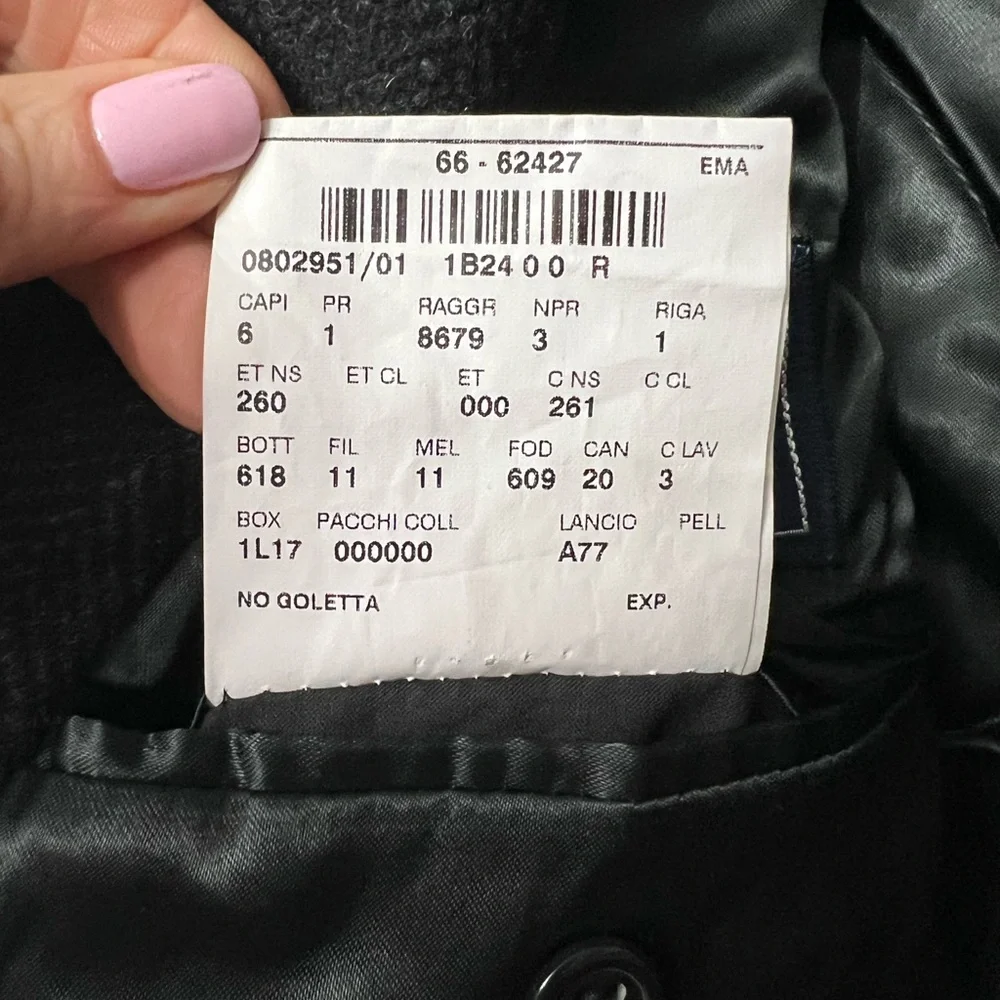 66 - 62427 EMA
0802951/01 1B24 0 0 R
CAPI PR RAGGR NPR RIGA
6 1 8679 3 1
ET NS ET CL ET C NS C CL
260 000 261
BOTT FIL MEL FOD CAN C LAV
618 11 11 609 20 3
BOX PACCHI COLL LANCIO PELL
1L17 000000 A77
NO GOLETTA EXP.